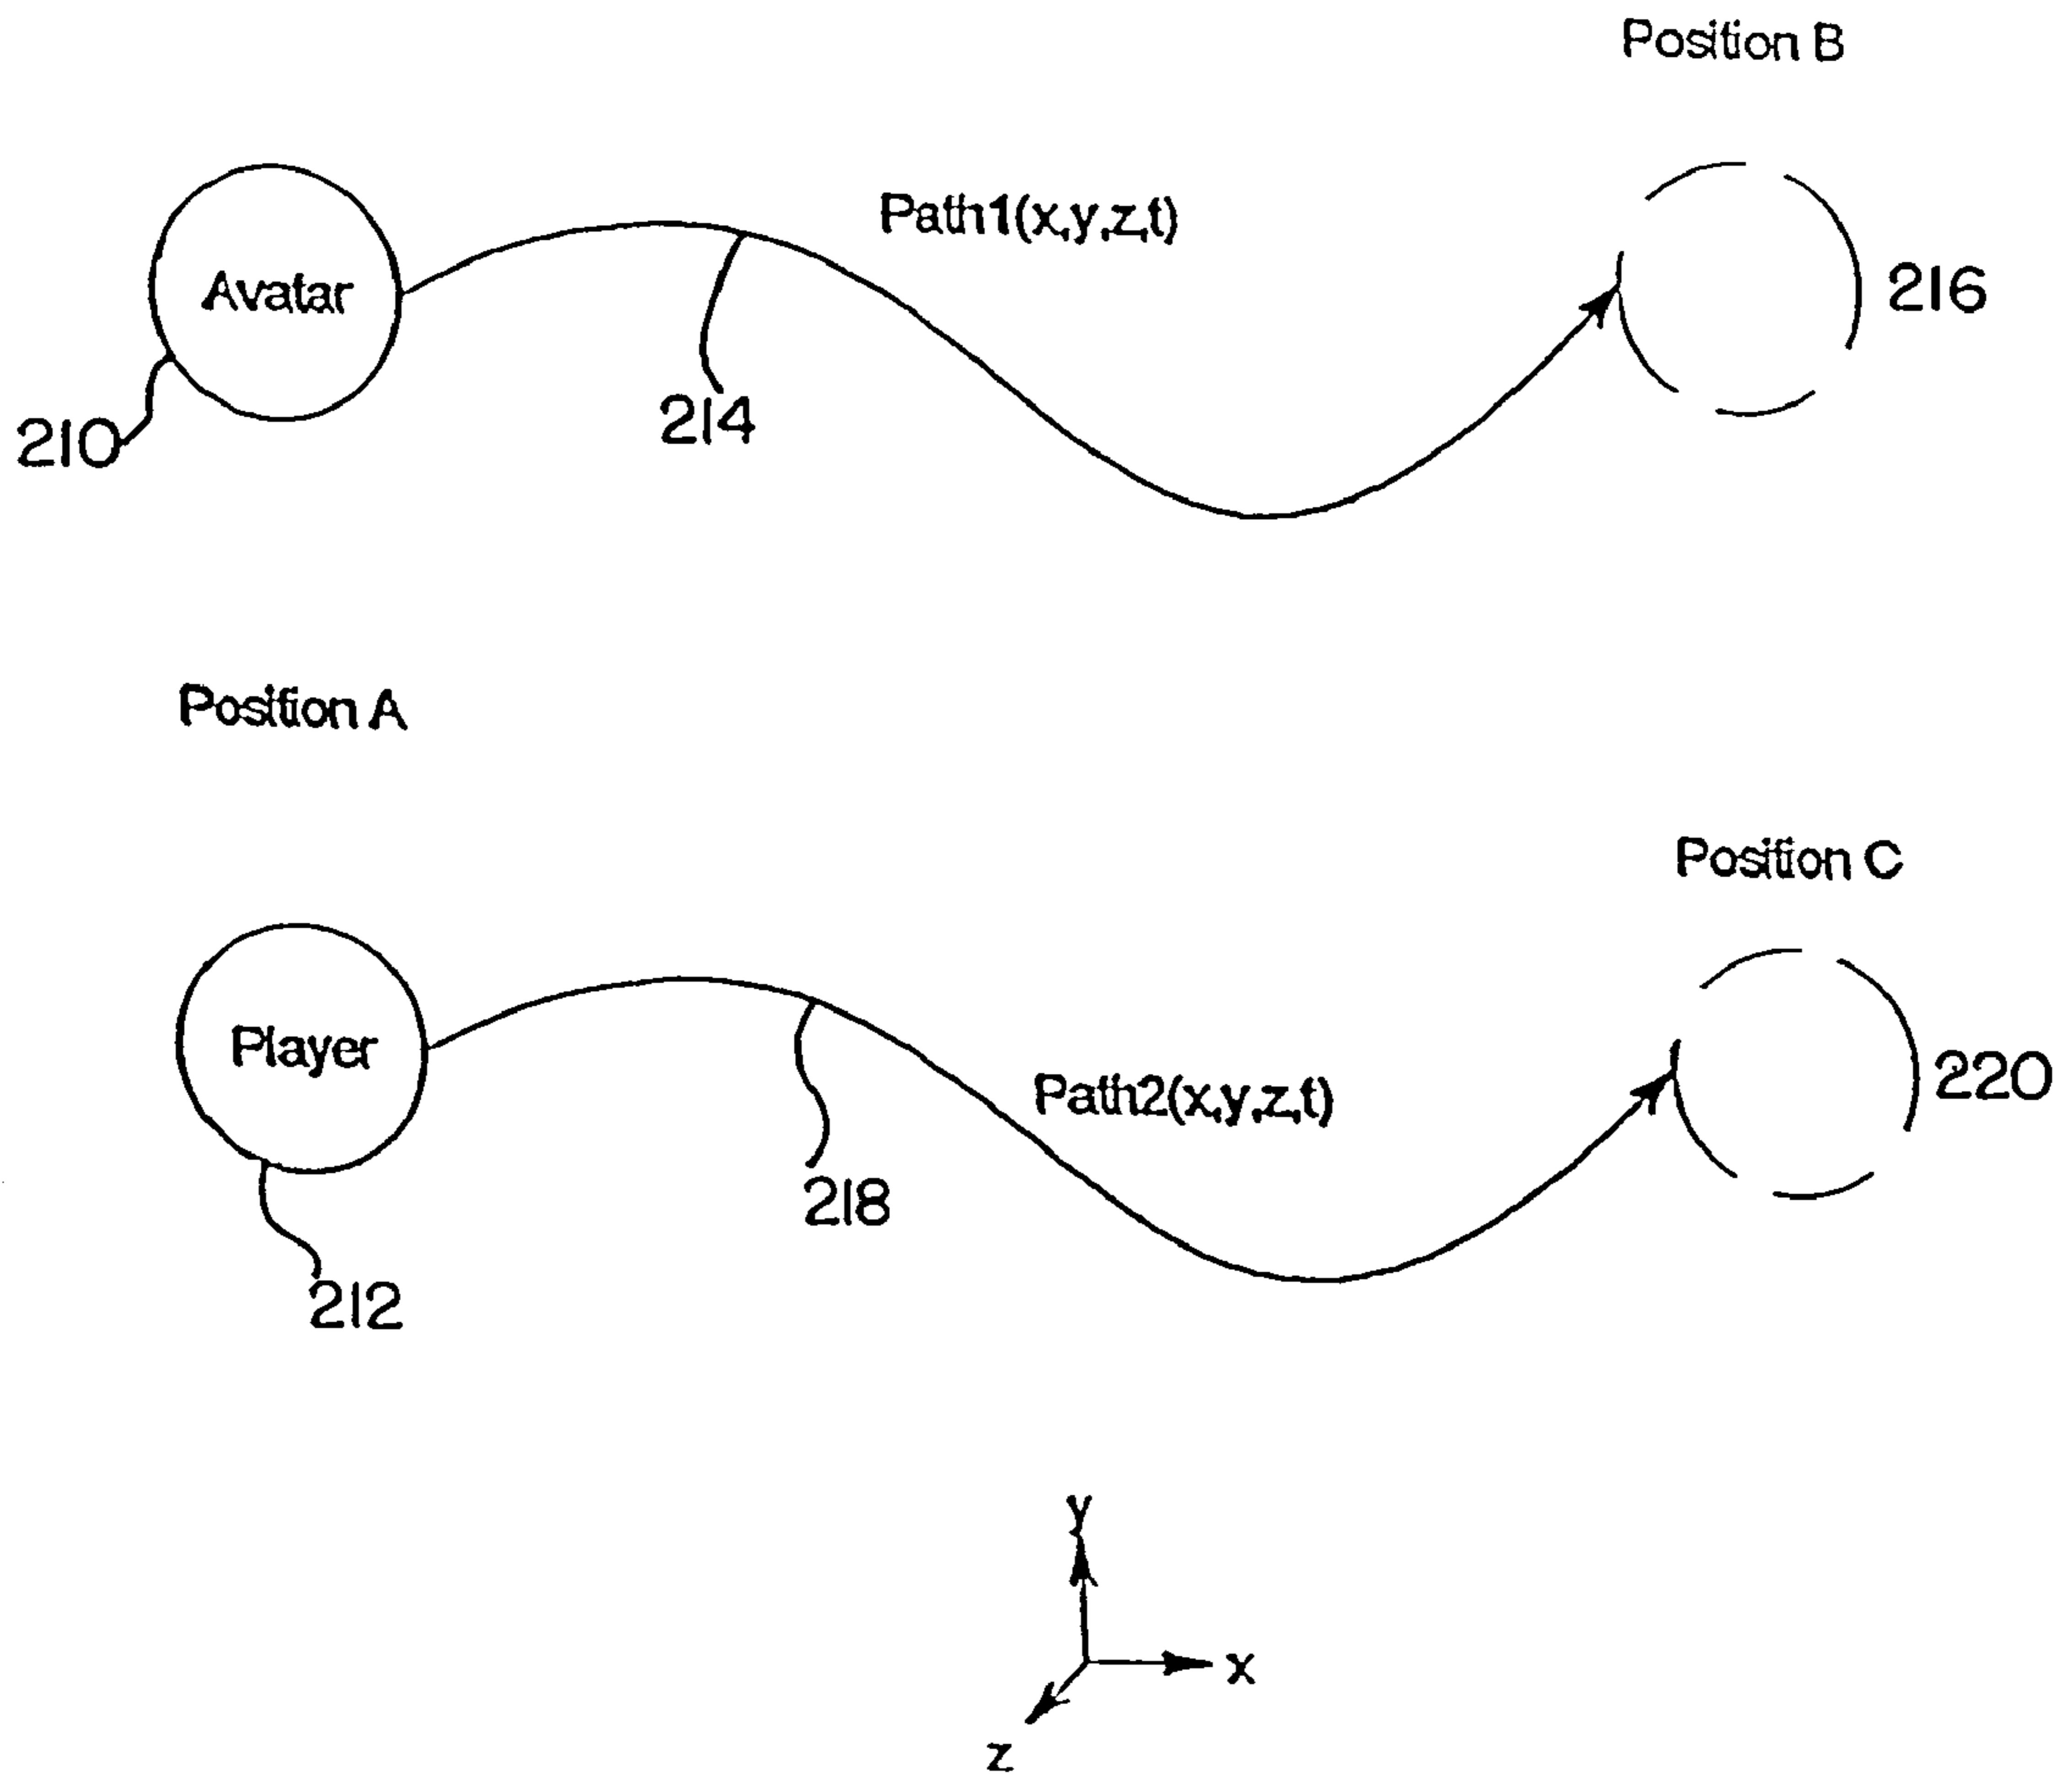 Position B
Path1(x,y,z,t)
Avatar
216
214
210
Position A
Position C
Player
220
Path2(x,y,z,t)
218
212
y
x
z